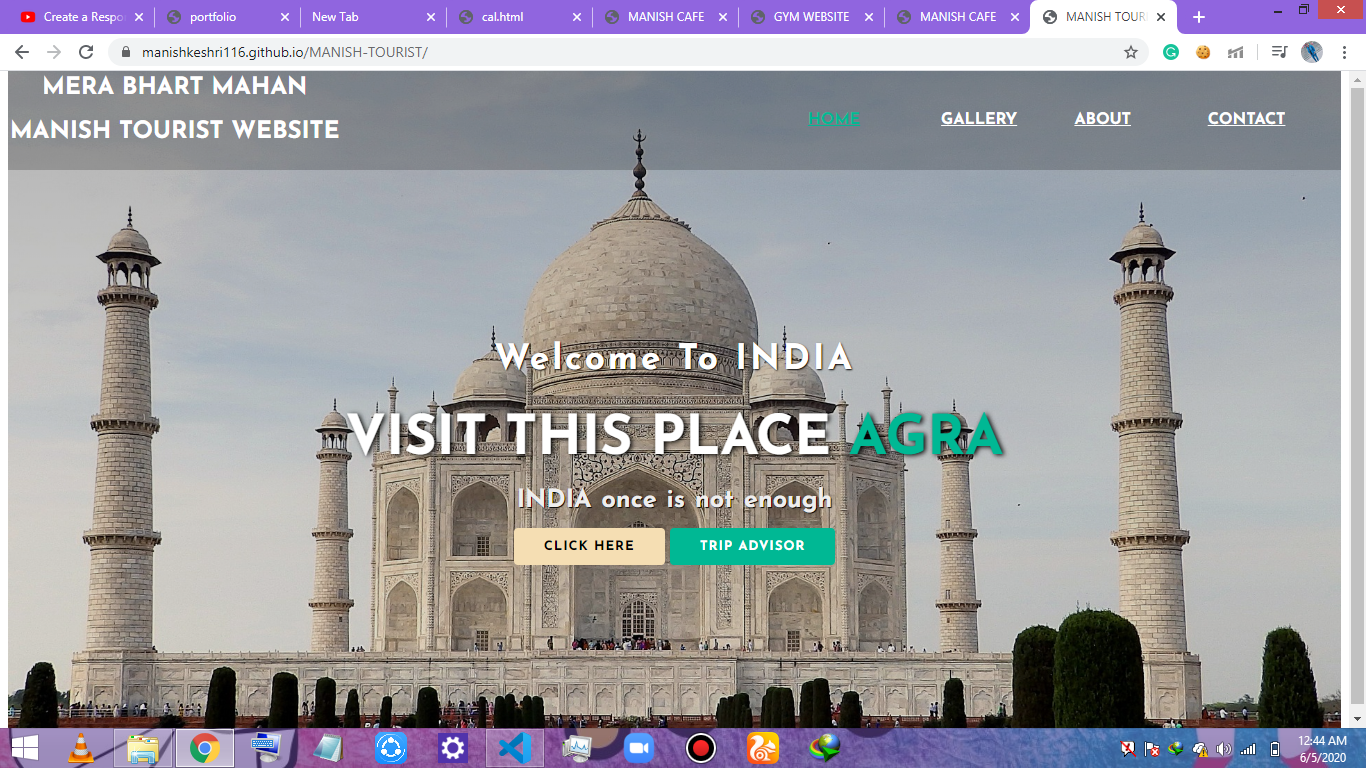 Create a Respo
portfolio
New Tab
cal.html
MANISH CAFE
GYM WEBSITE
MANISH CAFE
MANISH TOUR
manishkeshri116.github.io/MANISH-TOURIST/
MERA BHART MAHAN
MANISH TOURIST WEBSITE
HOME
GALLERY
ABOUT
CONTACT
Welcome To INDIA
VISIT THIS PLACE AGRA
INDIA once is not enough
CLICK HERE
TRIP ADVISOR
12:44 AM
6/5/2020